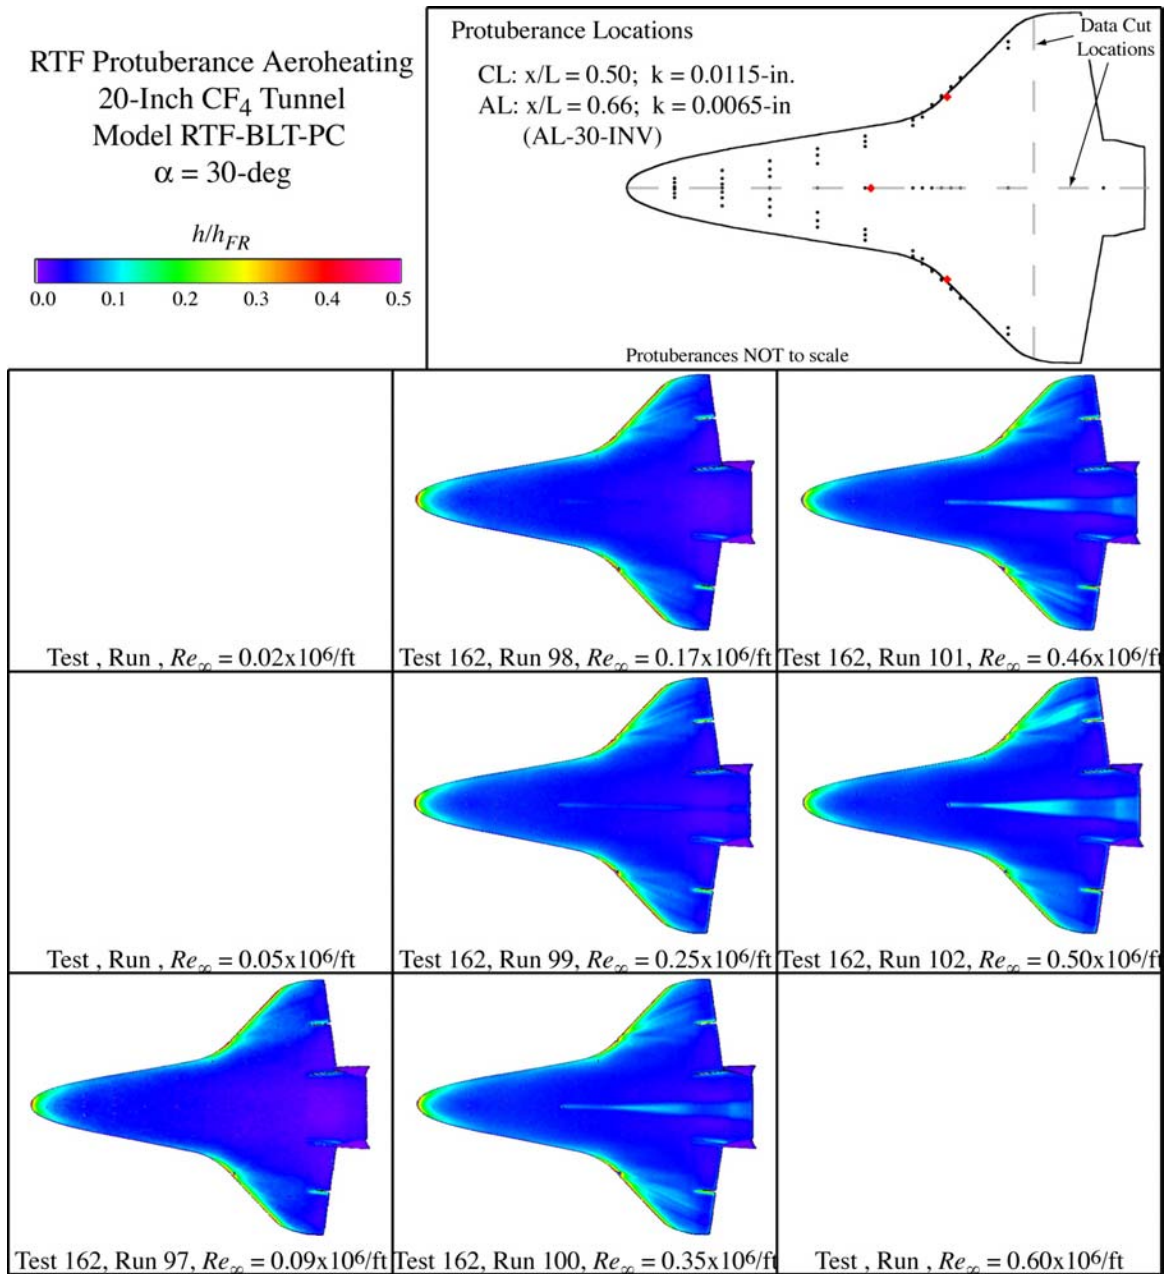 RTF Protuberance Aeroheating
20-Inch CF₄ Tunnel
Model RTF-BLT-PC
α = 30-deg
h/h_FR
0.0 0.1 0.2 0.3 0.4 0.5
Protuberance Locations
CL: x/L = 0.50; k = 0.0115-in.
AL: x/L = 0.66; k = 0.0065-in
(AL-30-INV)
Data Cut
Locations
Protuberances NOT to scale
Test , Run , Re∞ = 0.02x10⁶/ft
Test 162, Run 98, Re∞ = 0.17x10⁶/ft
Test 162, Run 101, Re∞ = 0.46x10⁶/ft
Test , Run , Re∞ = 0.05x10⁶/ft
Test 162, Run 99, Re∞ = 0.25x10⁶/ft
Test 162, Run 102, Re∞ = 0.50x10⁶/ft
Test 162, Run 97, Re∞ = 0.09x10⁶/ft
Test 162, Run 100, Re∞ = 0.35x10⁶/ft
Test , Run , Re∞ = 0.60x10⁶/ft